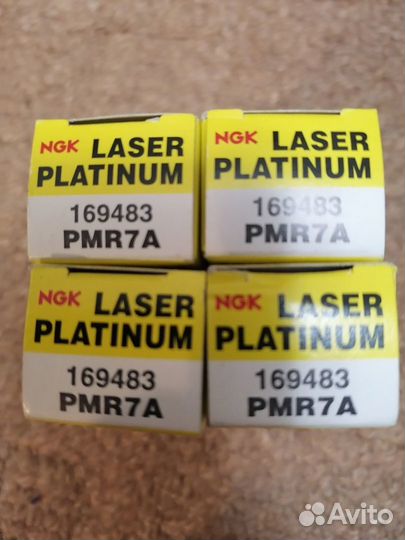 NGK LASER
PLATINUM
169483
PMR7A
NGK LASER
PLATINUM
169483
PMR7A
NGK LASER
PLATINUM
169483
PMR7A
NGK LASER
PLATINUM
169483
PMR7A
Avito